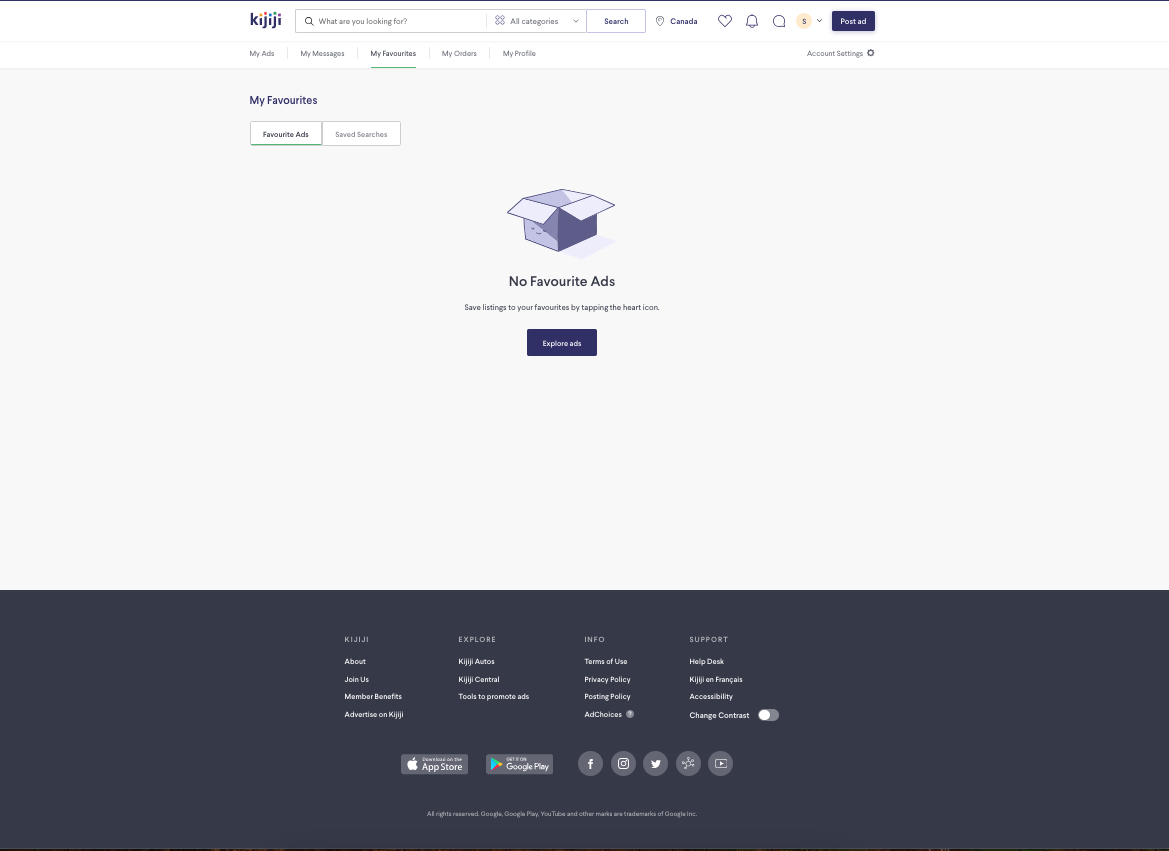 kijiji
What are you looking for?
All categories
Search
Canada
S
Post ad
My Ads
My Messages
My Favourites
My Orders
My Profile
Account Settings
My Favourites
Favourite Ads
Saved Searches
No Favourite Ads
Save listings to your favourites by tapping the heart icon.
Explore ads
KIJIJI
About
Join Us
Member Benefits
Advertise on Kijiji
EXPLORE
Kijiji Autos
Kijiji Central
Tools to promote ads
INFO
Terms of Use
Privacy Policy
Posting Policy
AdChoices ?
SUPPORT
Help Desk
Kijiji en Français
Accessibility
Change Contrast
Download on the
App Store
GET IT ON
Google Play
All rights reserved. Google, Google Play, YouTube and other marks are trademarks of Google Inc.